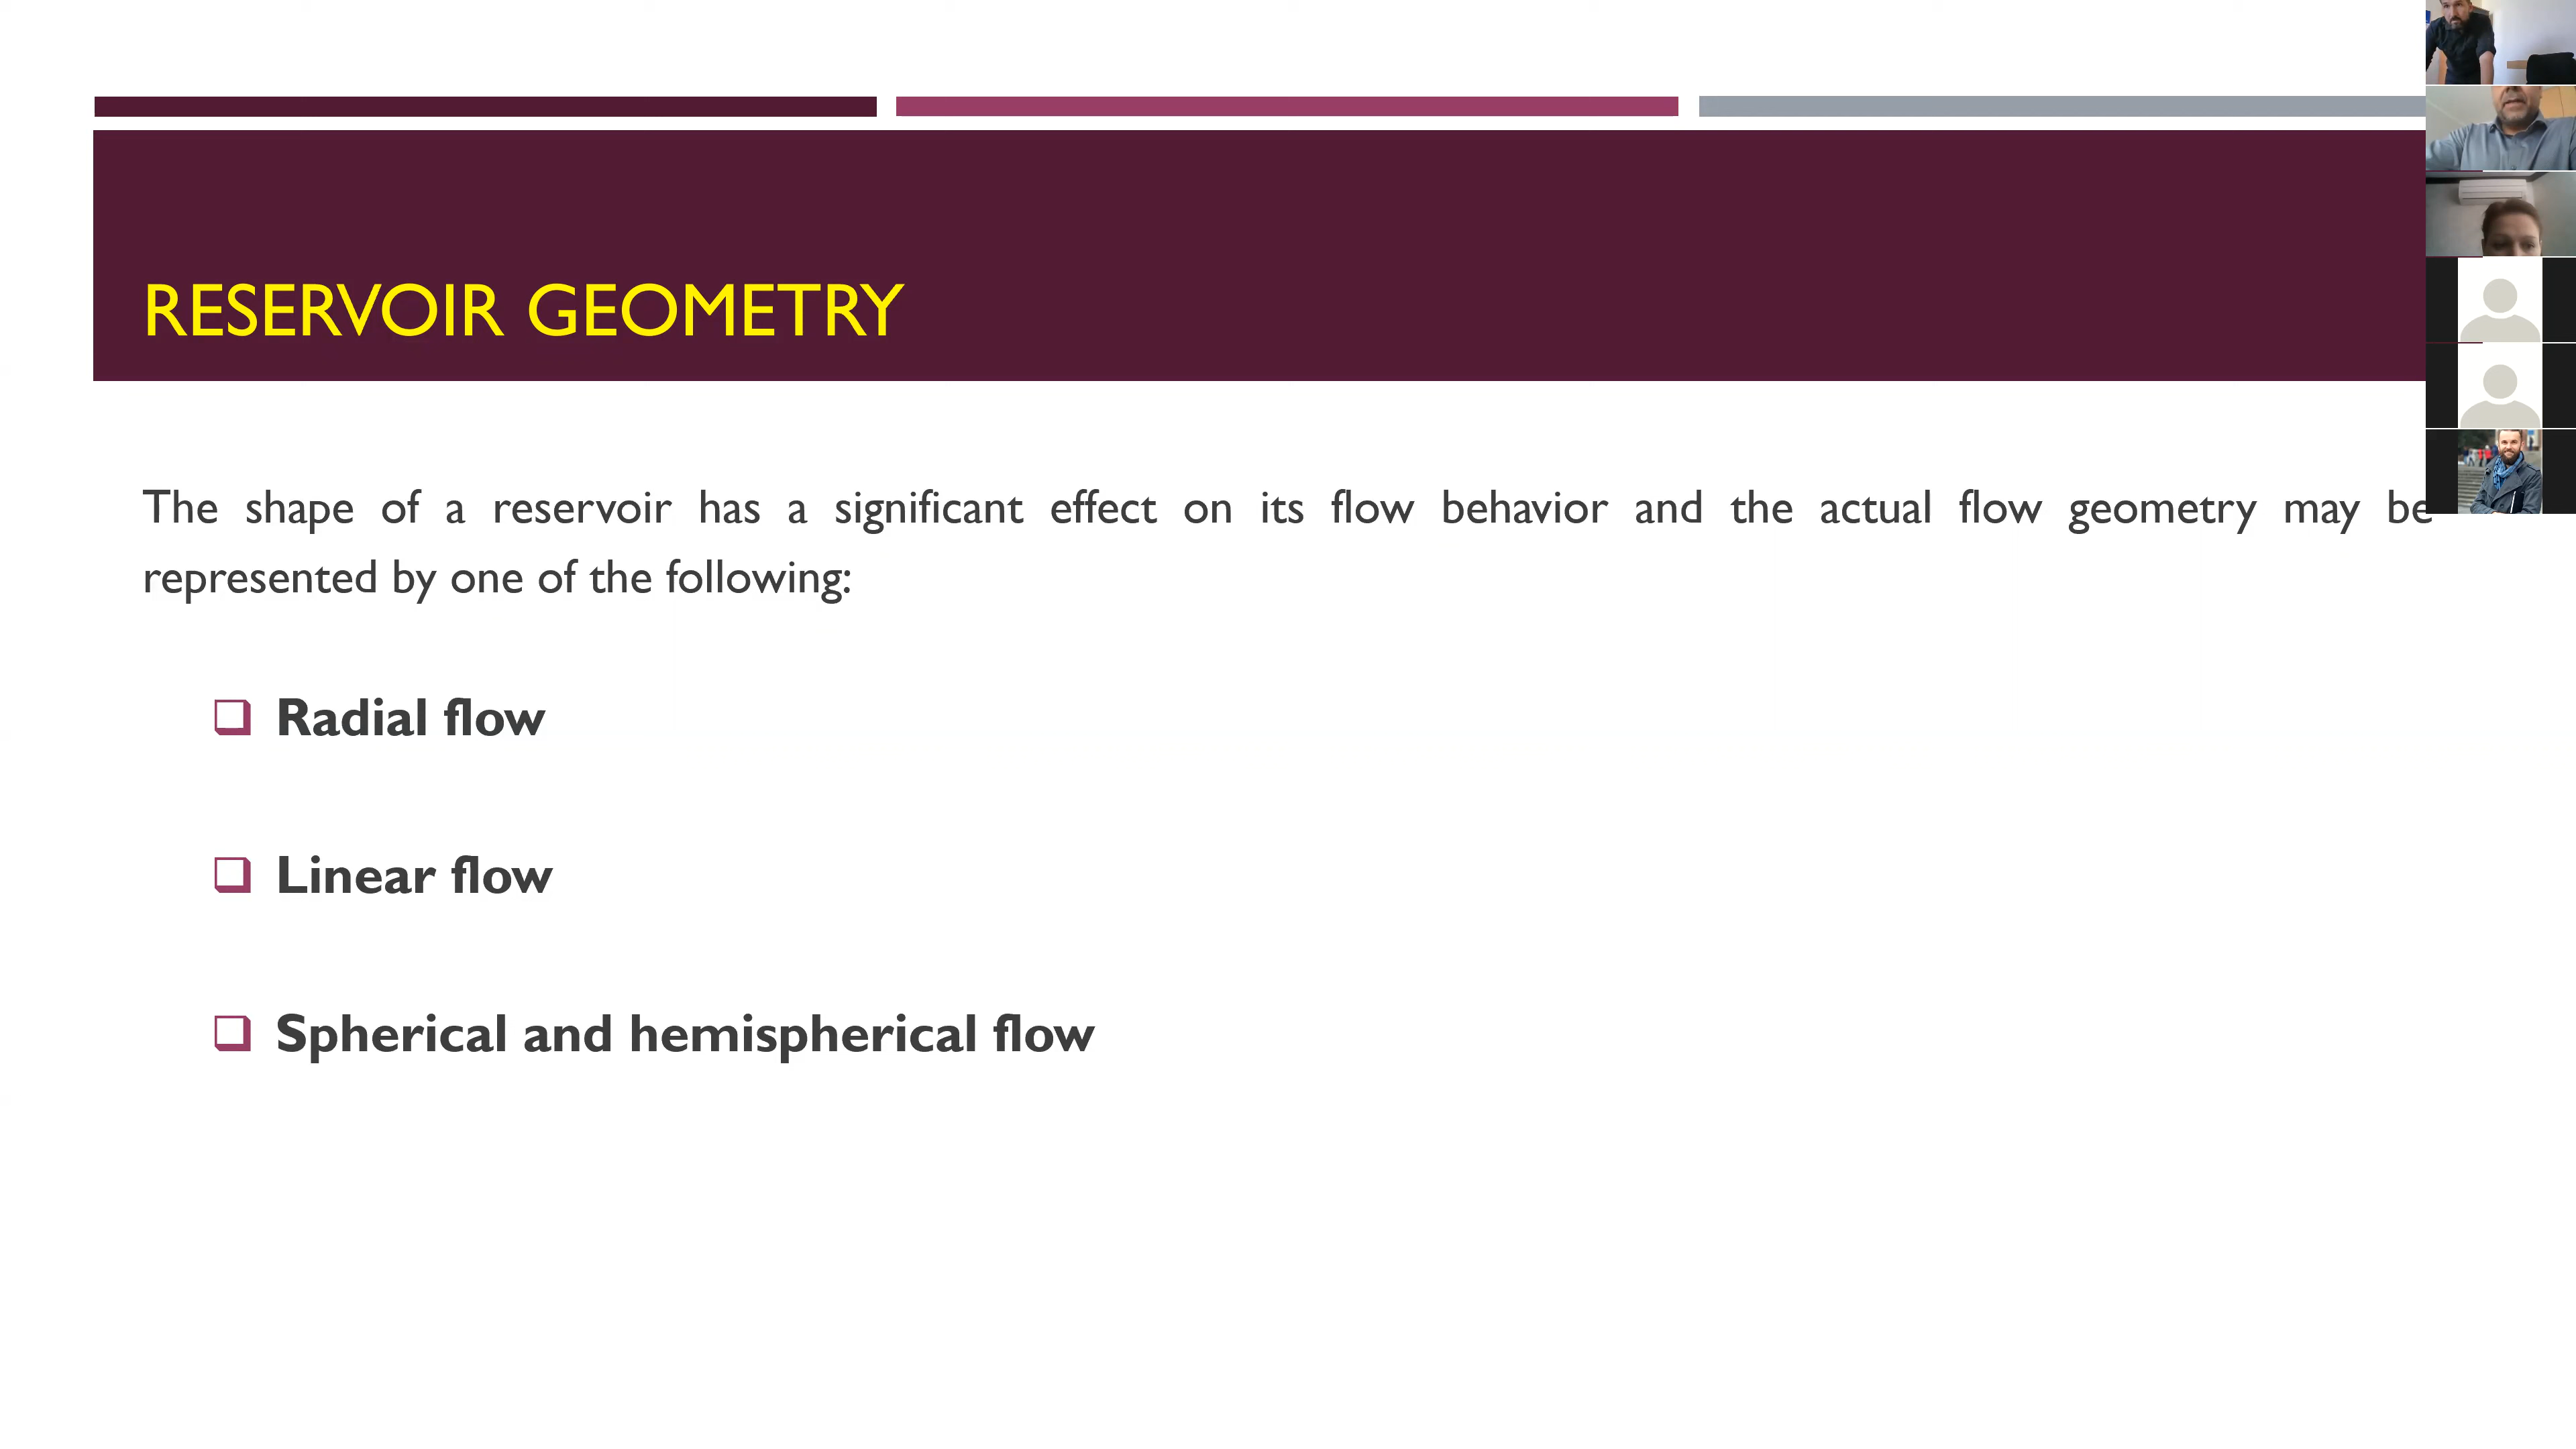 RESERVOIR GEOMETRY
The shape of a reservoir has a significant effect on its flow behavior and the actual flow geometry may be
represented by one of the following:
Radial flow
Linear flow
Spherical and hemispherical flow